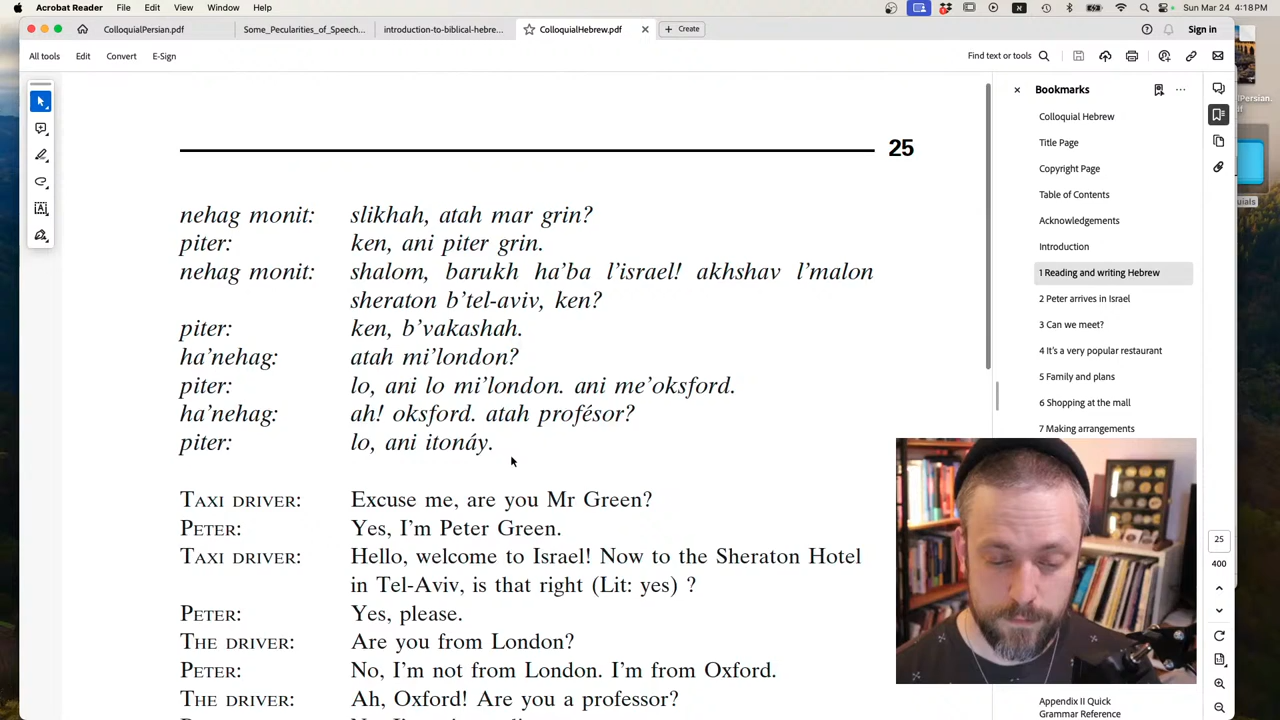 Acrobat Reader File Edit View Window Help Sun Mar 24 4:18 PM
ColloquialPersian.pdf Some_Pecularities_of_Speech... introduction-to-biblical-hebre... ColloquialHebrew.pdf Create Sign in
All tools Edit Convert E-Sign Find text or tools
Bookmarks
Colloquial Hebrew
Title Page
Copyright Page
Table of Contents
Acknowledgements
Introduction
1 Reading and writing Hebrew
2 Peter arrives in Israel
3 Can we meet?
4 It's a very popular restaurant
5 Family and plans
6 Shopping at the mall
7 Making arrangements
Appendix II Quick
Grammar Reference
25
400
25
nehag monit: slikhah, atah mar grin?
piter: ken, ani piter grin.
nehag monit: shalom, barukh ha'ba l'israel! akhshav l'malon
sheraton b'tel-aviv, ken?
piter: ken, b'vakashah.
ha'nehag: atah mi'london?
piter: lo, ani lo mi'london. ani me'oksford.
ha'nehag: ah! oksford. atah profésor?
piter: lo, ani itonáy.
TAXI DRIVER: Excuse me, are you Mr Green?
PETER: Yes, I'm Peter Green.
TAXI DRIVER: Hello, welcome to Israel! Now to the Sheraton Hotel
in Tel-Aviv, is that right (Lit: yes) ?
PETER: Yes, please.
THE DRIVER: Are you from London?
PETER: No, I'm not from London. I'm from Oxford.
THE DRIVER: Ah, Oxford! Are you a professor?